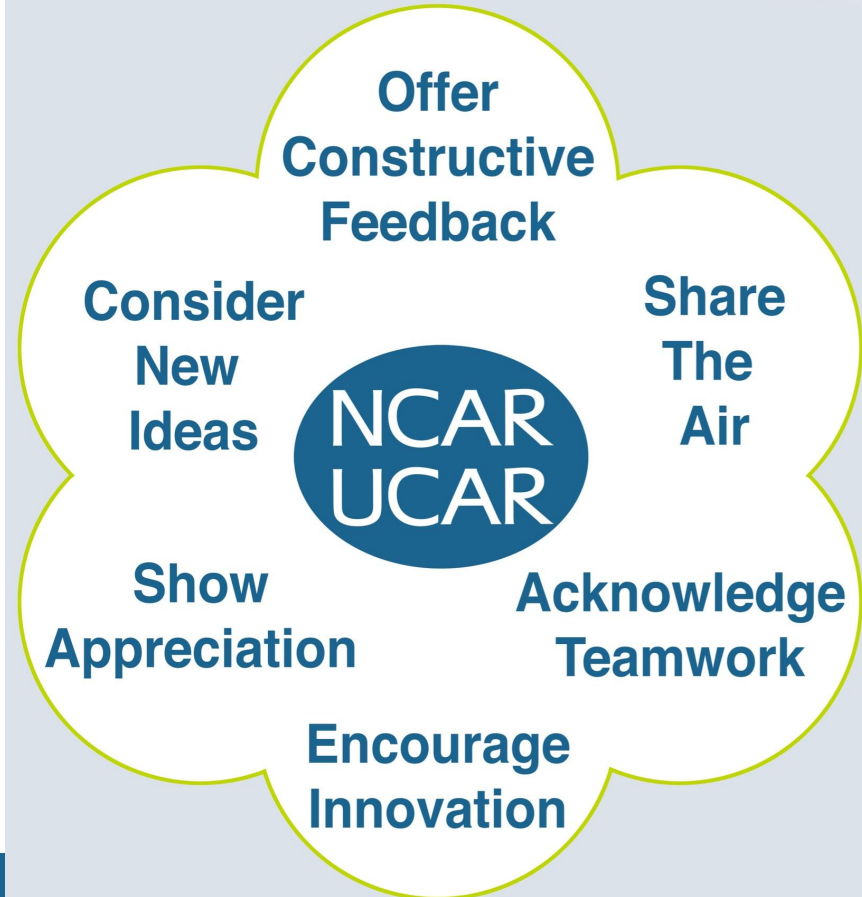 Offer
Constructive
Feedback
Consider
New
Ideas
Share
The
Air
NCAR
UCAR
Show
Appreciation
Acknowledge
Teamwork
Encourage
Innovation